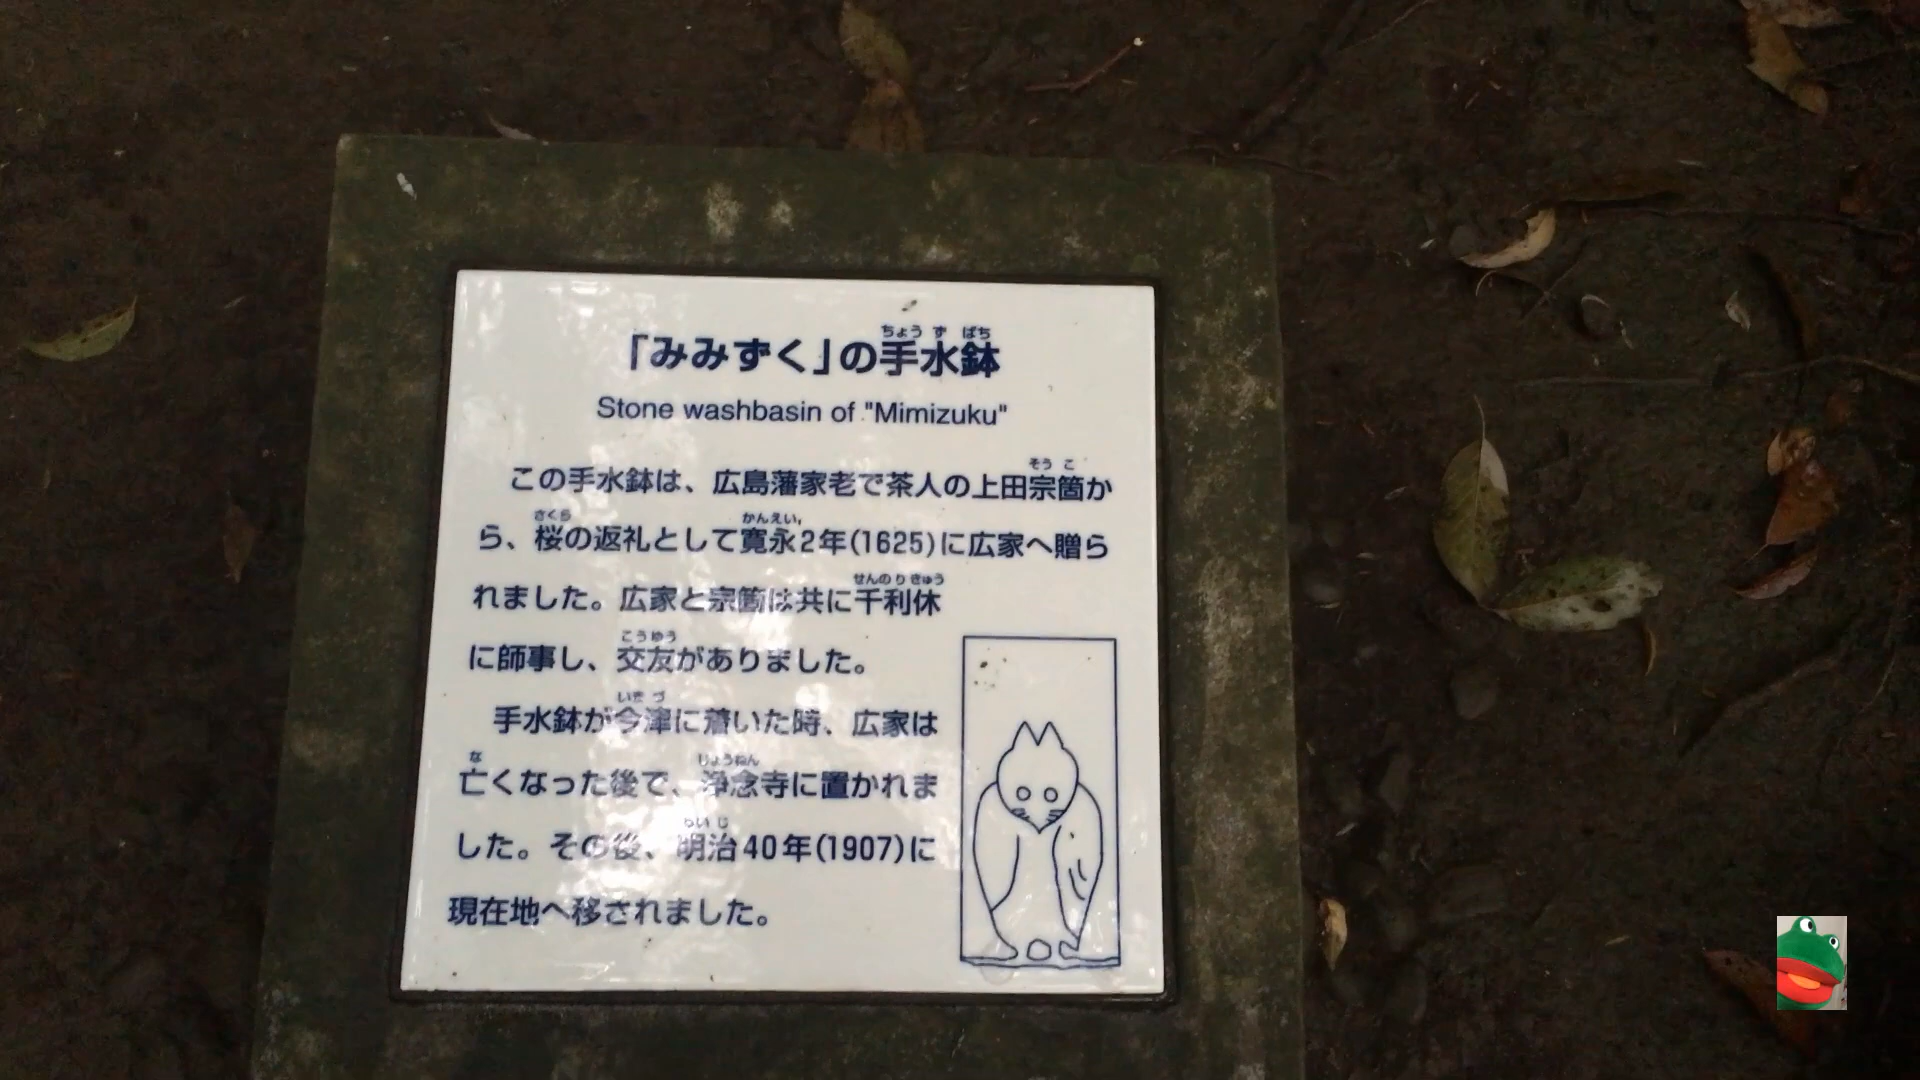 「みみずく」の手水鉢
Stone washbasin of "Mimizuku"
この手水鉢は、広島藩家老で茶人の上田宗箇か
ら、桜の返礼として寛永2年(1625)に広家へ贈ら
れました。広家と宗箇は共に千利休
に師事し、交友がありました。
手水鉢が今津に着いた時、広家は
亡くなった後で、浄念寺に置かれま
した。その後、明治40年(1907)に
現在地へ移されました。